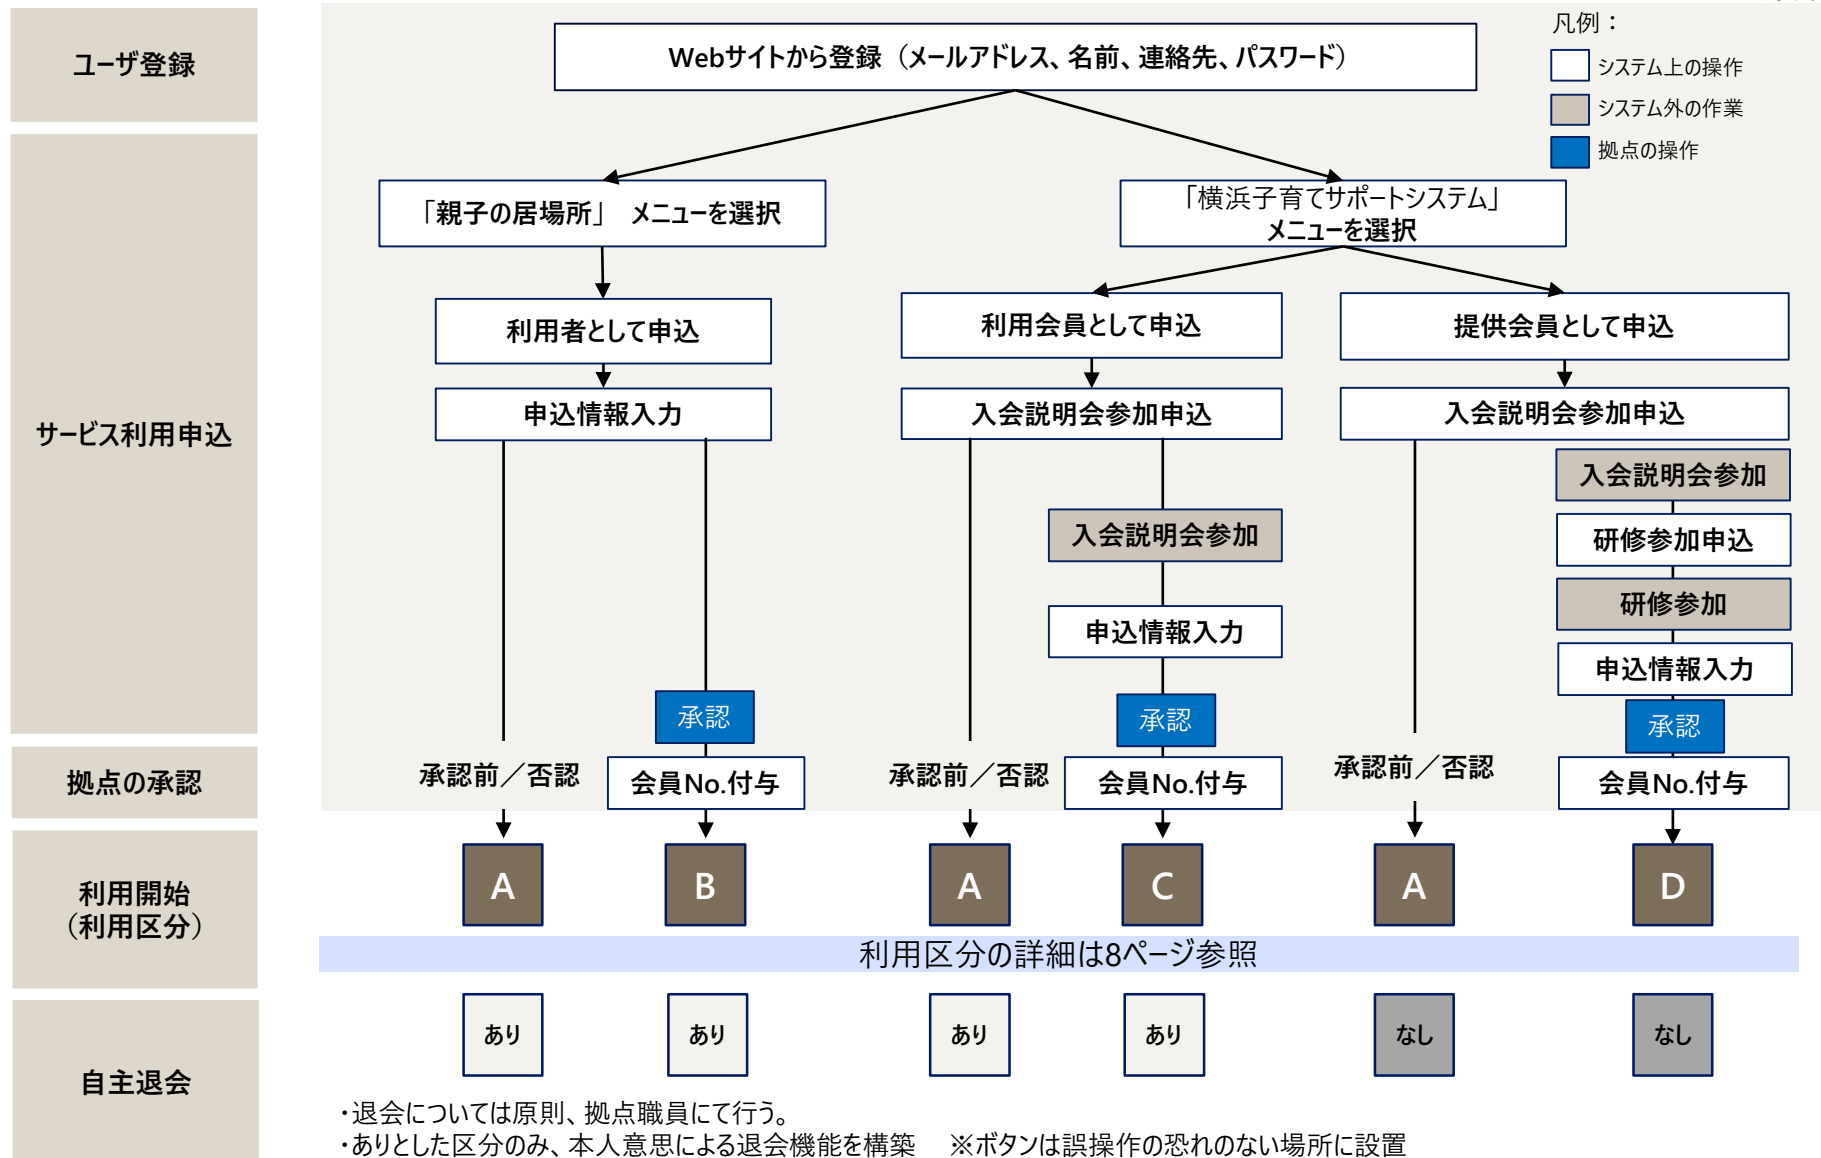 凡例：
システム上の操作
システム外の作業
拠点の操作
ユーザ登録
Webサイトから登録（メールアドレス、名前、連絡先、パスワード）
サービス利用申込
「親子の居場所」　メニューを選択
「横浜子育てサポートシステム」
メニューを選択
利用者として申込
利用会員として申込
提供会員として申込
申込情報入力
入会説明会参加申込
入会説明会参加申込
入会説明会参加
入会説明会参加
研修参加申込
研修参加
申込情報入力
申込情報入力
承認
承認
承認
拠点の承認
承認前／否認
会員No.付与
承認前／否認
会員No.付与
承認前／否認
会員No.付与
利用開始
（利用区分）
A
B
A
C
A
D
利用区分の詳細は8ページ参照
自主退会
あり
あり
あり
あり
なし
なし
・退会については原則、拠点職員にて行う。
・ありとした区分のみ、本人意思による退会機能を構築　※ボタンは誤操作の恐れのない場所に設置